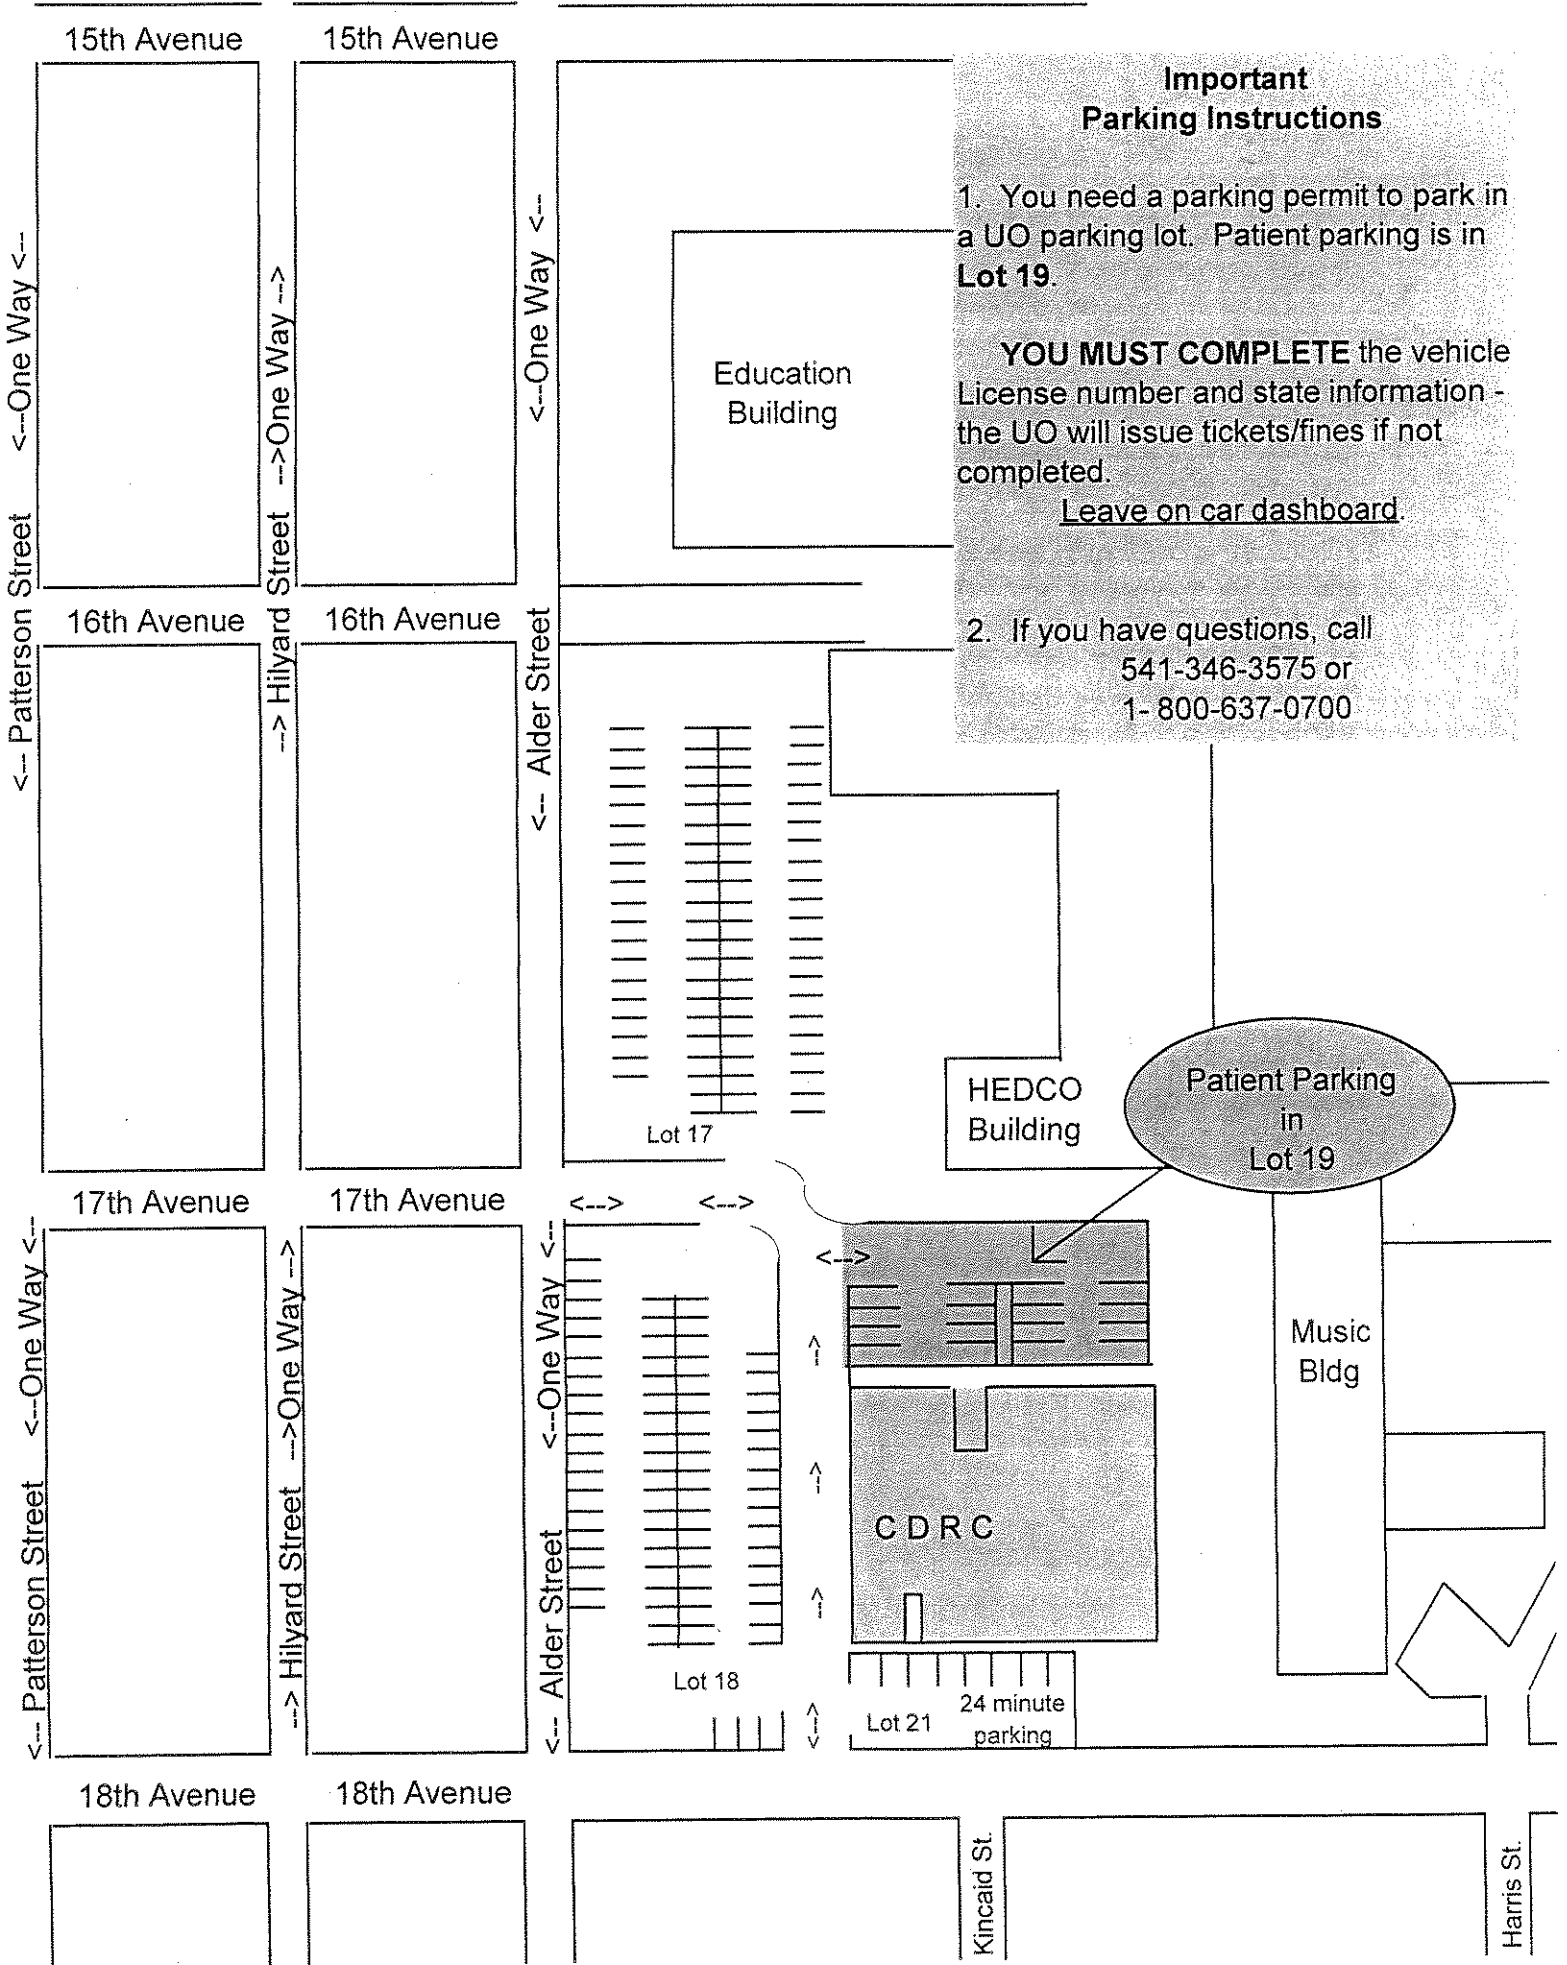 15th Avenue
15th Avenue
Important
Parking Instructions
1. You need a parking permit to park in
a UO parking lot. Patient parking is in
Lot 19.
YOU MUST COMPLETE the vehicle
License number and state information -
the UO will issue tickets/fines if not
completed.
Leave on car dashboard.
2. If you have questions, call
541-346-3575 or
1- 800-637-0700
<-- Patterson Street <--One Way <--
--> Hilyard Street -->One Way -->
<-- Alder Street <--One Way <--
Education
Building
16th Avenue
16th Avenue
Lot 17
HEDCO
Building
Patient Parking
in
Lot 19
17th Avenue
17th Avenue
<-->
<-->
<-->
<-- Patterson Street <--One Way <--
--> Hilyard Street -->One Way -->
<-- Alder Street <--One Way <--
-->
-->
-->
<-->
Music
Bldg
C D R C
Lot 18
Lot 21
24 minute
parking
18th Avenue
18th Avenue
Kincaid St.
Harris St.